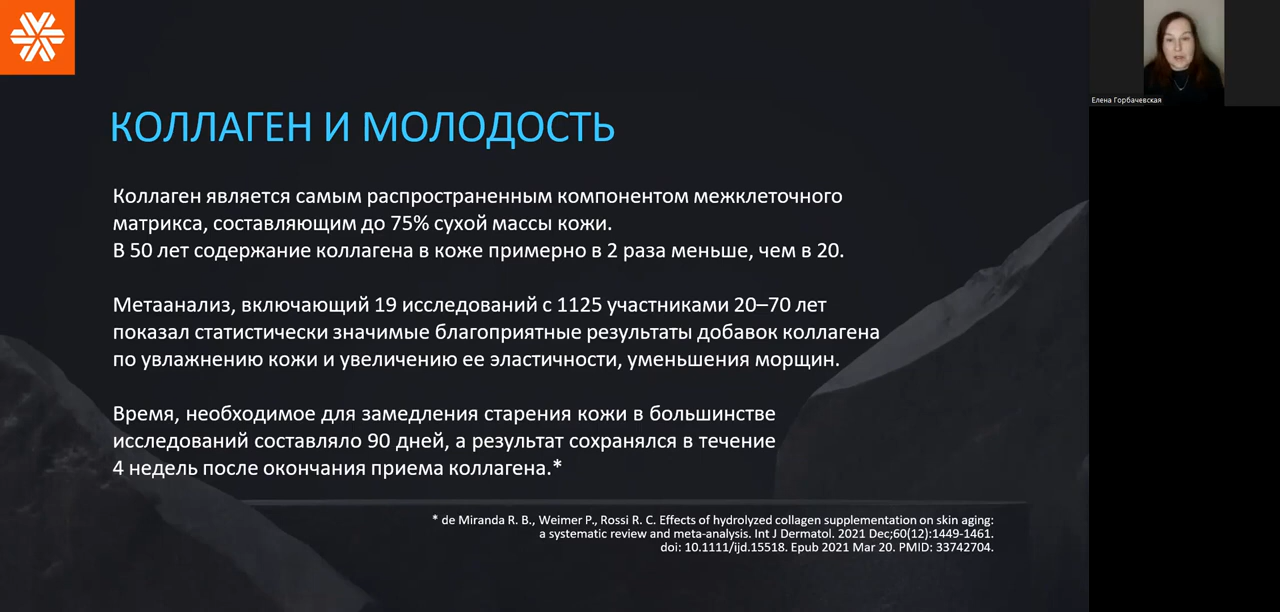 КОЛЛАГЕН И МОЛОДОСТЬ
Коллаген является самым распространенным компонентом межклеточного
матрикса, составляющим до 75% сухой массы кожи.
В 50 лет содержание коллагена в коже примерно в 2 раза меньше, чем в 20.
Метаанализ, включающий 19 исследований с 1125 участниками 20–70 лет
показал статистически значимые благоприятные результаты добавок коллагена
по увлажнению кожи и увеличению ее эластичности, уменьшения морщин.
Время, необходимое для замедления старения кожи в большинстве
исследований составляло 90 дней, а результат сохранялся в течение
4 недель после окончания приема коллагена.*
* de Miranda R. B., Weimer P., Rossi R. C. Effects of hydrolyzed collagen supplementation on skin aging:
a systematic review and meta-analysis. Int J Dermatol. 2021 Dec;60(12):1449-1461.
doi: 10.1111/ijd.15518. Epub 2021 Mar 20. PMID: 33742704.
Елена Горбачевская